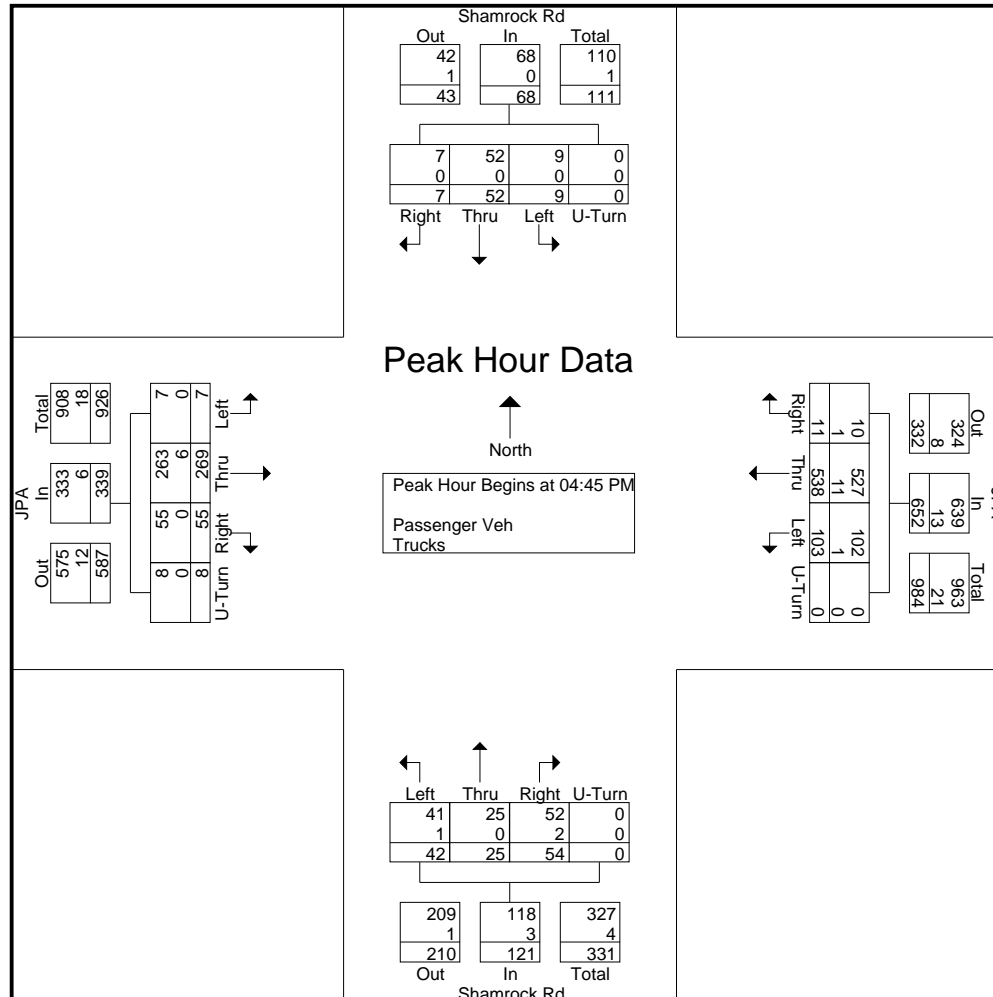 Shamrock Rd
Out In Total
42 68 110
1 0 1
43 68 111
7 52 9 0
0 0 0 0
7 52 9 0
Right Thru Left U-Turn
Peak Hour Data
North
Peak Hour Begins at 04:45 PM
Passenger Veh
Trucks
JPA
Total In Out
908 333 575
18 6 12
926 339 587
7 263 55 8
0 6 0 0
7 269 55 8
Left Thru Right U-Turn
Out In Total
324 639 963
8 13 21
332 652 984
10 527 102 0
1 11 1 0
11 538 103 0
Right Thru Left U-Turn
Left Thru Right U-Turn
41 25 52 0
1 0 2 0
42 25 54 0
209 118 327
1 3 4
210 121 331
Out In Total
Shamrock Rd